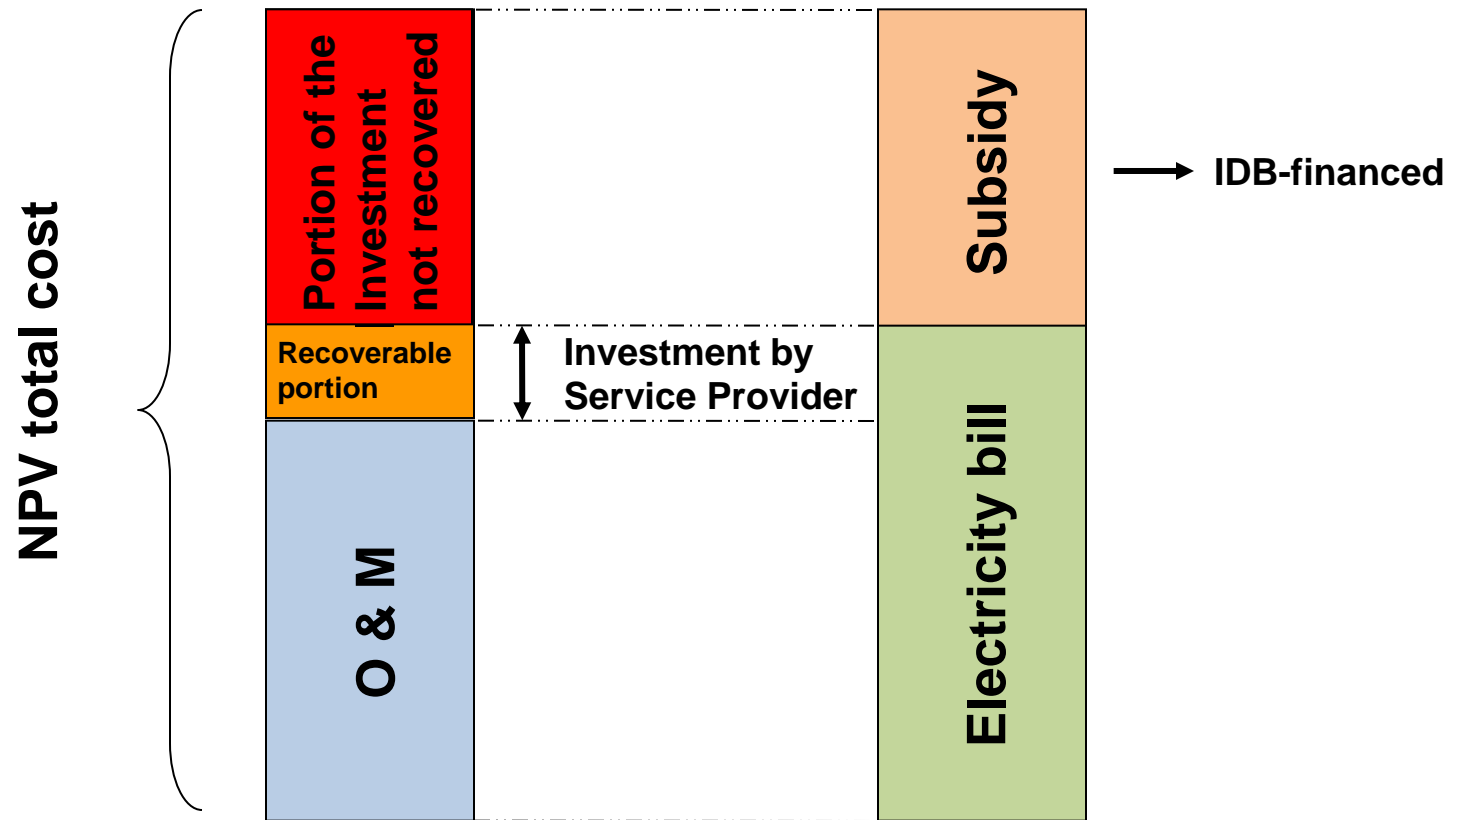 NPV total cost
Portion of the
Investment
not recovered
Recoverable
portion
O & M
Investment by
Service Provider
Subsidy
Electricity bill
IDB-financed